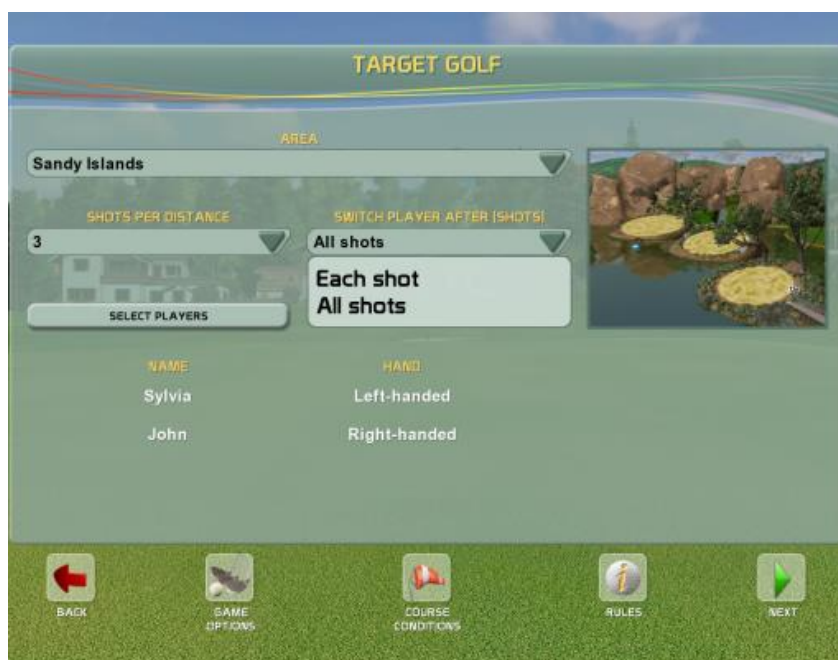 TARGET GOLF
AREA
Sandy Islands
SHOTS PER DISTANCE
SWITCH PLAYER AFTER (SHOTS)
3
All shots
Each shot
All shots
SELECT PLAYERS
NAME
HAND
Sylvia
Left-handed
John
Right-handed
BACK
GAME
OPTIONS
COURSE
CONDITIONS
RULES
NEXT